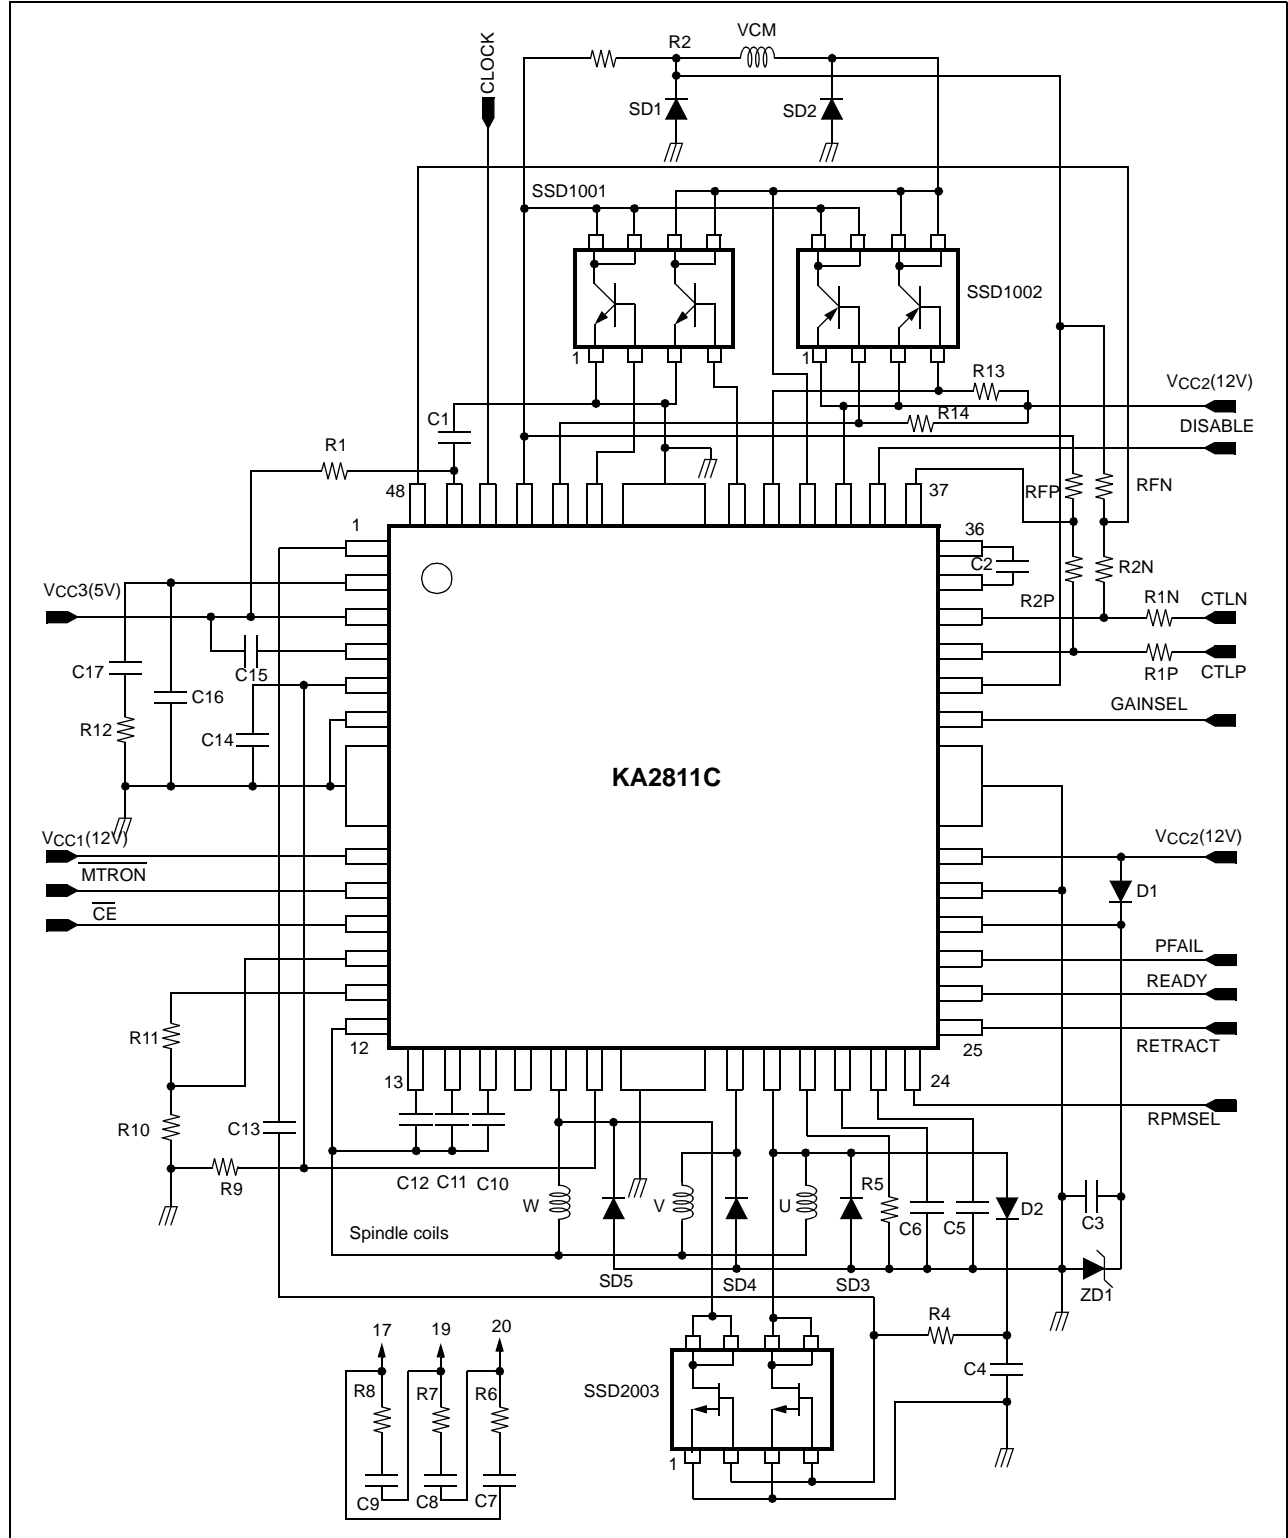 VCM
R2
CLOCK
SD1
SD2
SSD1001
SSD1002
1
1
R13
VCC2(12V)
C1
R14
DISABLE
R1
48
37
RFP
RFN
1
36
C2
R2N
VCC3(5V)
R2P
R1N
CTLN
C15
C17
R1P
CTLP
C16
R12
C14
GAINSEL
KA2811C
VCC1(12V)
VCC2(12V)
MTRON
D1
CE
PFAIL
READY
R11
12
25
RETRACT
13
24
RPMSEL
R10
C13
R9
C12
C11
C10
W
V
U
R5
C6
C5
D2
C3
Spindle coils
SD5
SD4
SD3
ZD1
17
19
20
R4
C4
R8
R7
R6
SSD2003
1
C9
C8
C7